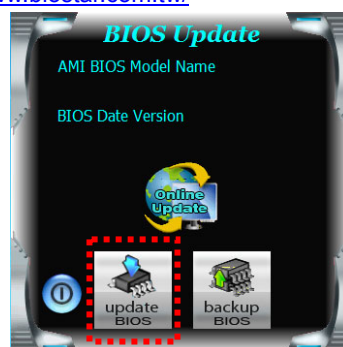 BIOS Update
AMI BIOS Model Name
BIOS Date Version
Online
Update
update
BIOS
backup
BIOS